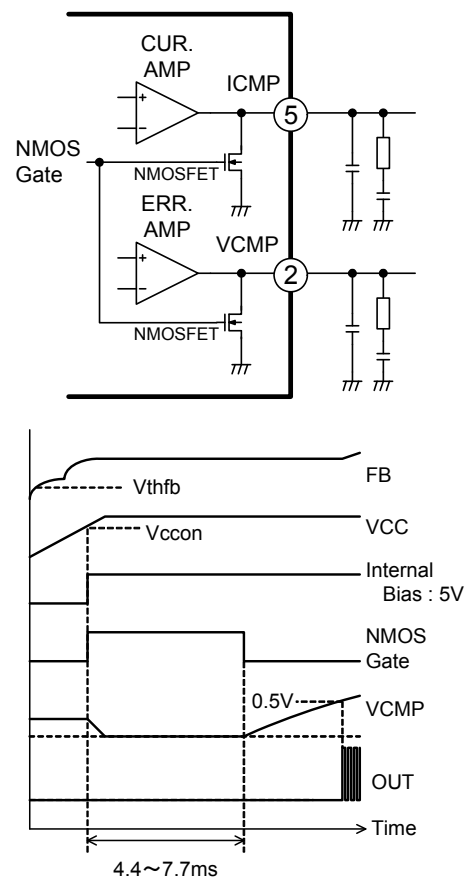 CUR.
AMP
ICMP
+
−
5
NMOS
Gate
NMOSFET
ERR.
AMP
VCMP
+
−
2
NMOSFET
FB
Vthfb
VCC
Vccon
Internal
Bias : 5V
NMOS
Gate
0.5V
VCMP
OUT
Time
4.4～7.7ms